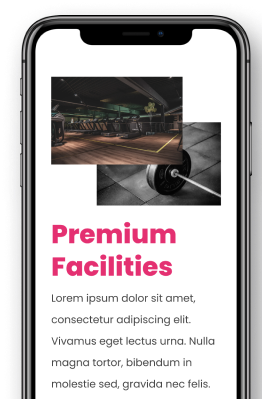 Premium
Facilities
Lorem ipsum dolor sit amet,
consectetur adipiscing elit.
Vivamus eget lectus urna. Nulla
magna tortor, bibendum in
molestie sed, gravida nec felis.